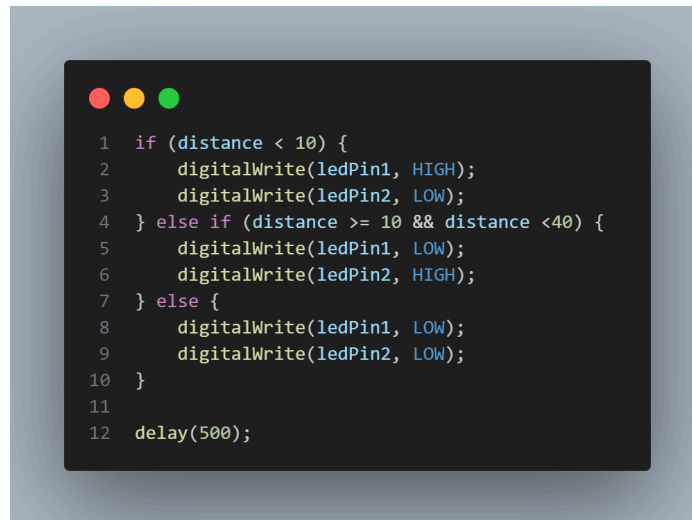 1 if (distance < 10) {
2     digitalWrite(ledPin1, HIGH);
3     digitalWrite(ledPin2, LOW);
4 } else if (distance >= 10 && distance <40) {
5     digitalWrite(ledPin1, LOW);
6     digitalWrite(ledPin2, HIGH);
7 } else {
8     digitalWrite(ledPin1, LOW);
9     digitalWrite(ledPin2, LOW);
10 }
11
12 delay(500);